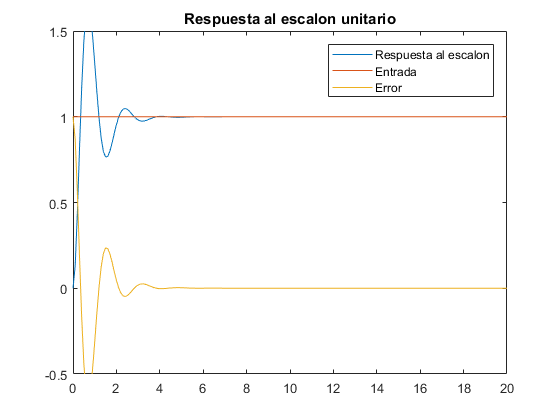 Respuesta al escalon unitario
1.5
1
0.5
0
-0.5
0 2 4 6 8 10 12 14 16 18 20
Respuesta al escalon
Entrada
Error